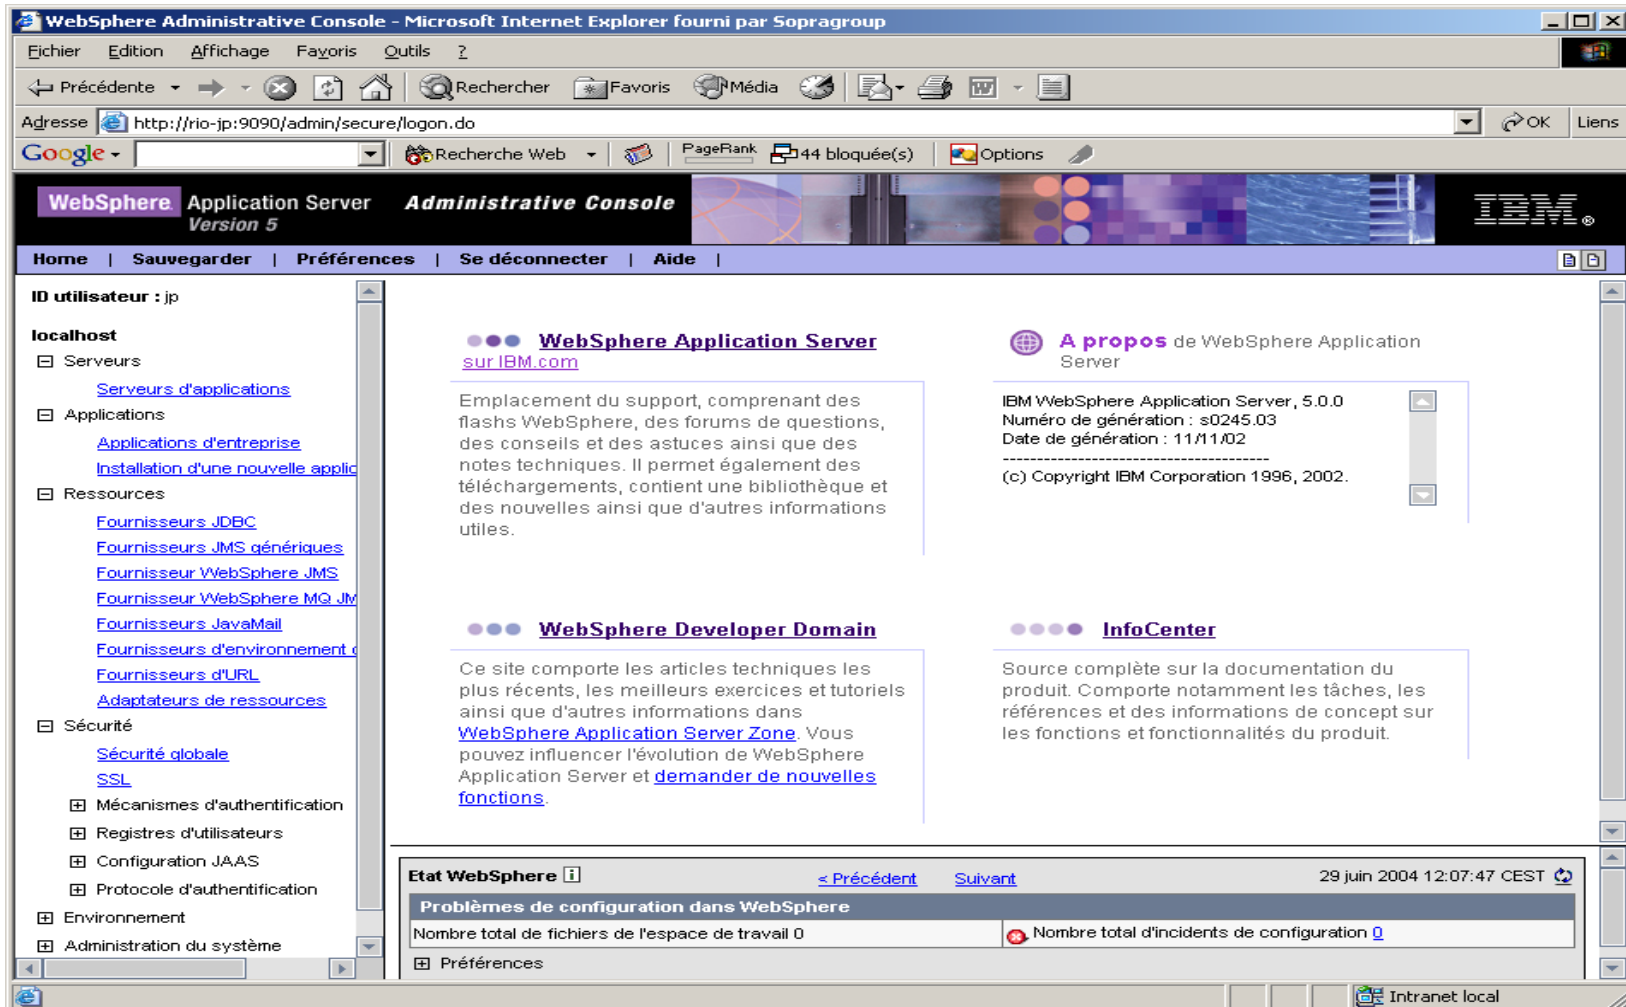 WebSphere Administrative Console - Microsoft Internet Explorer fourni par Sopragroup
Fichier Edition Affichage Favoris Outils ?
Précédente Rechercher Favoris Média
Adresse http://rio-jp:9090/admin/secure/logon.do OK Liens
Google Recherche Web PageRank 44 bloquée(s) Options
WebSphere. Application Server Administrative Console
Version 5
IBM®
Home | Sauvegarder | Préférences | Se déconnecter | Aide |
ID utilisateur : jp
localhost
Serveurs
Serveurs d'applications
Applications
Applications d'entreprise
Installation d'une nouvelle applic
Ressources
Fournisseurs JDBC
Fournisseurs JMS génériques
Fournisseur WebSphere JMS
Fournisseur WebSphere MQ JM
Fournisseurs JavaMail
Fournisseurs d'environnement
Fournisseurs d'URL
Adaptateurs de ressources
Sécurité
Sécurité globale
SSL
Mécanismes d'authentification
Registres d'utilisateurs
Configuration JAAS
Protocole d'authentification
Environnement
Administration du système
WebSphere Application Server
sur IBM.com
Emplacement du support, comprenant des
flashs WebSphere, des forums de questions,
des conseils et des astuces ainsi que des
notes techniques. Il permet également des
téléchargements, contient une bibliothèque et
des nouvelles ainsi que d'autres informations
utiles.
A propos de WebSphere Application
Server
IBM WebSphere Application Server, 5.0.0
Numéro de génération : s0245.03
Date de génération : 11/11/02
---------------------------------------
(c) Copyright IBM Corporation 1996, 2002.
WebSphere Developer Domain
Ce site comporte les articles techniques les
plus récents, les meilleurs exercices et tutoriels
ainsi que d'autres informations dans
WebSphere Application Server Zone. Vous
pouvez influencer l'évolution de WebSphere
Application Server et demander de nouvelles
fonctions.
InfoCenter
Source complète sur la documentation du
produit. Comporte notamment les tâches, les
références et des informations de concept sur
les fonctions et fonctionnalités du produit.
Etat WebSphere < Précédent Suivant 29 juin 2004 12:07:47 CEST
Problèmes de configuration dans WebSphere
Nombre total de fichiers de l'espace de travail 0 Nombre total d'incidents de configuration 0
Préférences
Intranet local